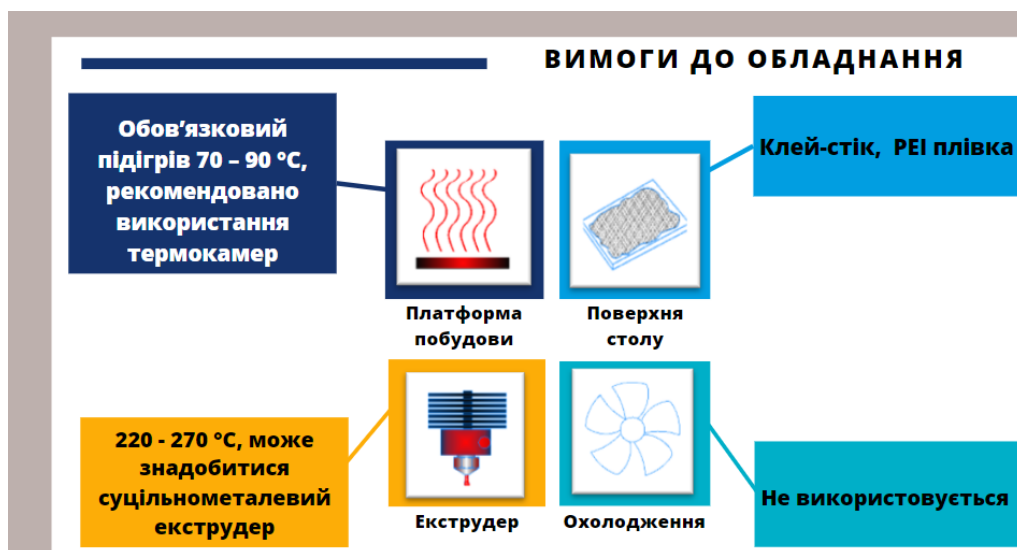 ВИМОГИ ДО ОБЛАДНАННЯ
Обов’язковий
підігрів 70 – 90 °C,
рекомендовано
використання
термокамер
Клей-стік, PEI плівка
Платформа
побудови
Поверхня
столу
220 - 270 °C, може
знадобитися
суцільнометалевий
екструдер
Екструдер
Охолодження
Не використовується